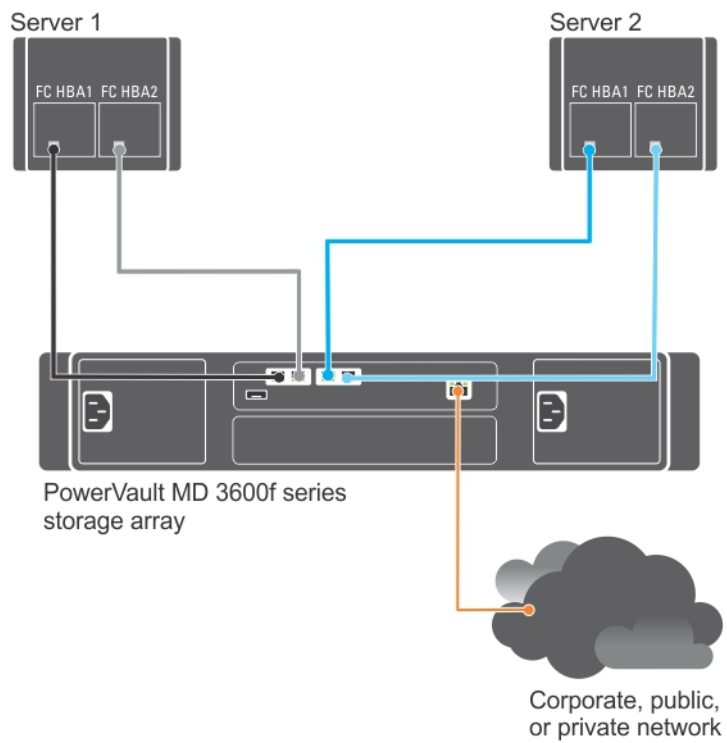 Server 1
Server 2
FC HBA1 FC HBA2
FC HBA1 FC HBA2
PowerVault MD 3600f series
storage array
Corporate, public,
or private network